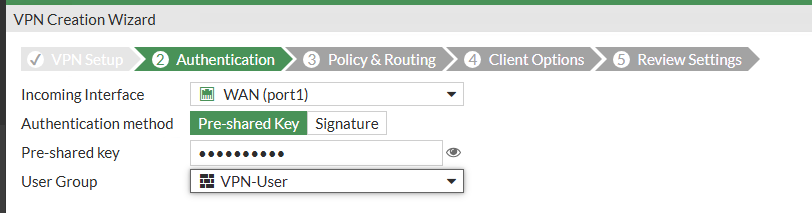 VPN Creation Wizard
VPN Setup 2 Authentication 3 Policy & Routing 4 Client Options 5 Review Settings
Incoming Interface WAN (port1)
Authentication method Pre-shared Key Signature
Pre-shared key ••••••••••
User Group VPN-User